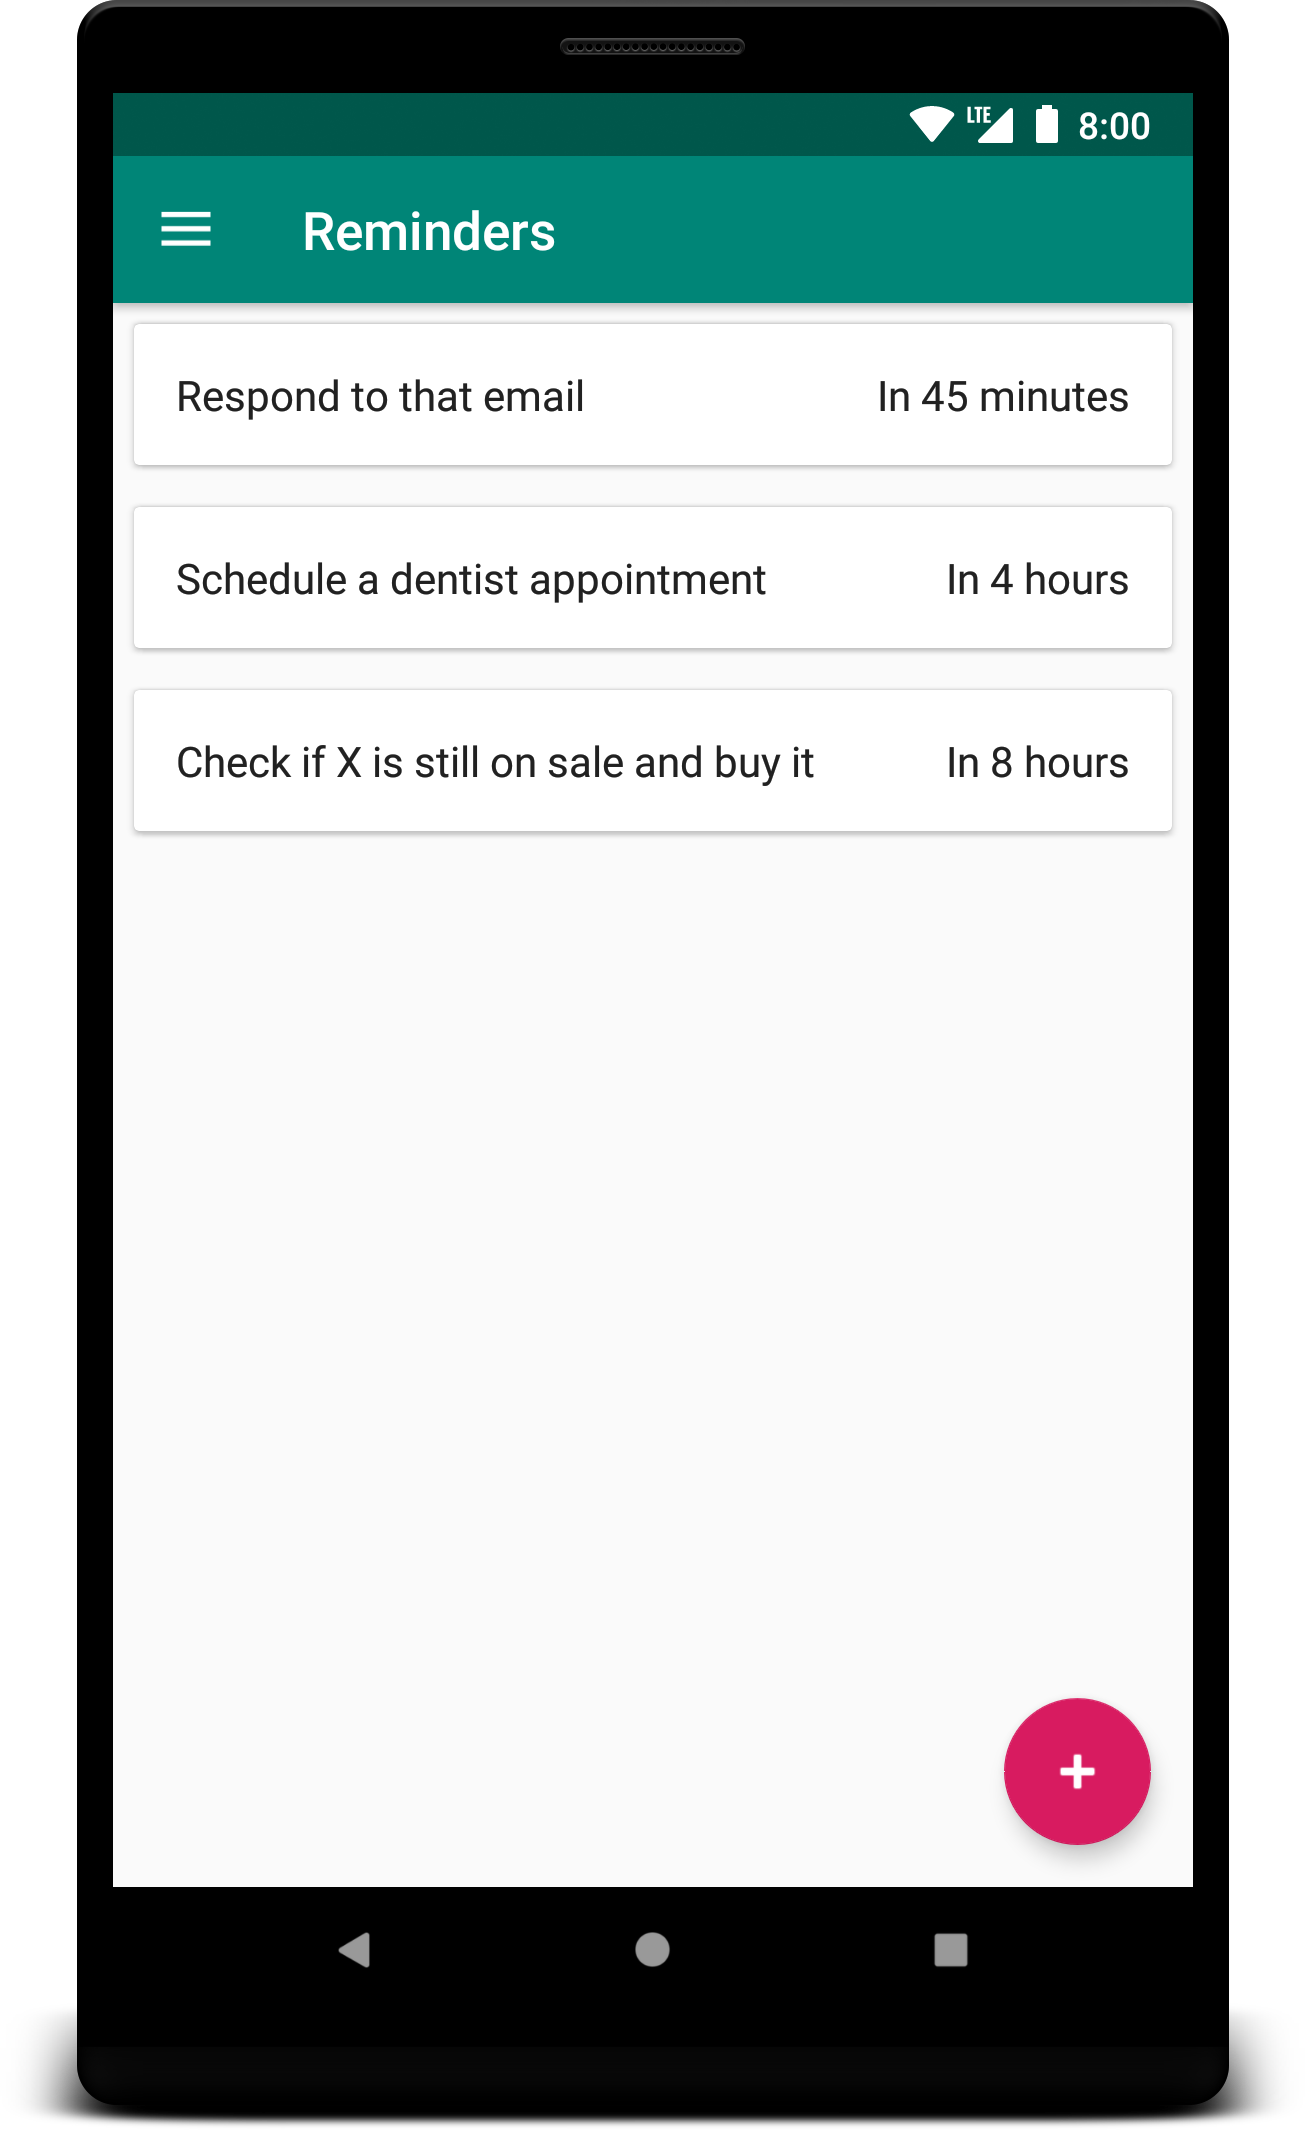 LTE 8:00
Reminders
Respond to that email In 45 minutes
Schedule a dentist appointment In 4 hours
Check if X is still on sale and buy it In 8 hours